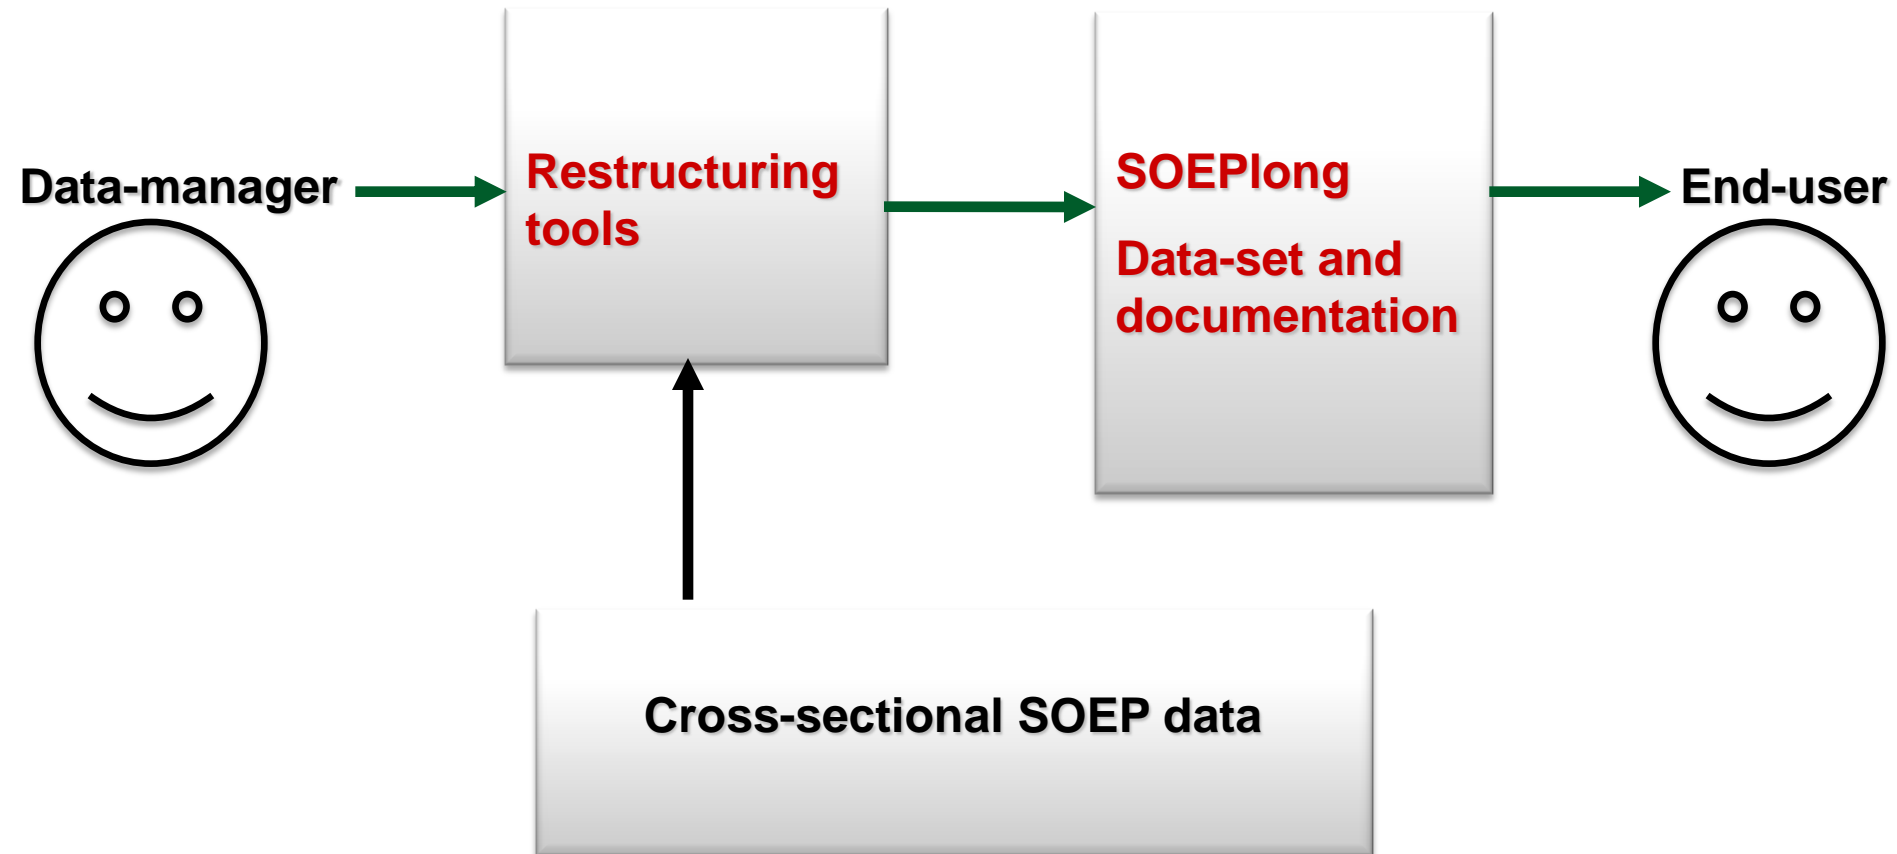 Data-manager
Restructuring
tools
SOEPlong
Data-set and
documentation
End-user
Cross-sectional SOEP data